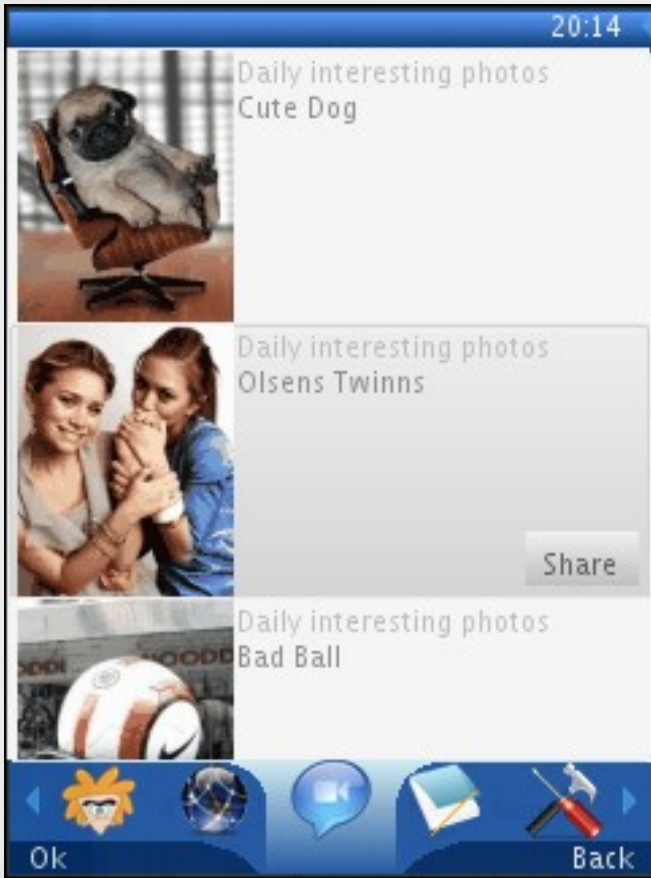 20:14
Daily interesting photos
Cute Dog
Daily interesting photos
Olsens Twinns
Share
Daily interesting photos
Bad Ball
Ok
Back